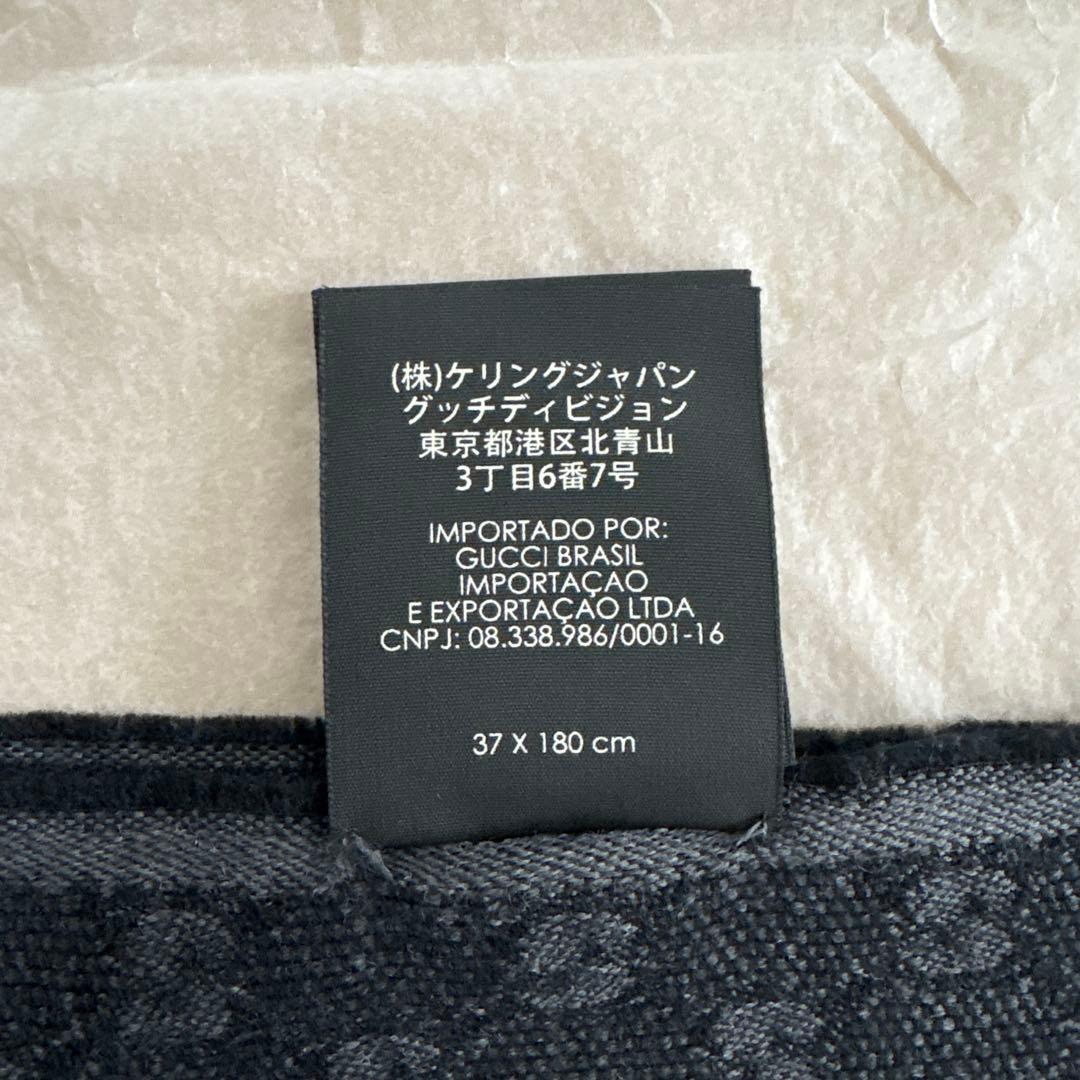 (株)ケリングジャパン
グッチディビジョン
東京都港区北青山
3丁目6番7号
IMPORTADO POR:
GUCCI BRASIL
IMPORTAÇAO
E EXPORTAÇAO LTDA
CNPJ: 08.338.986/0001-16
37 X 180 cm